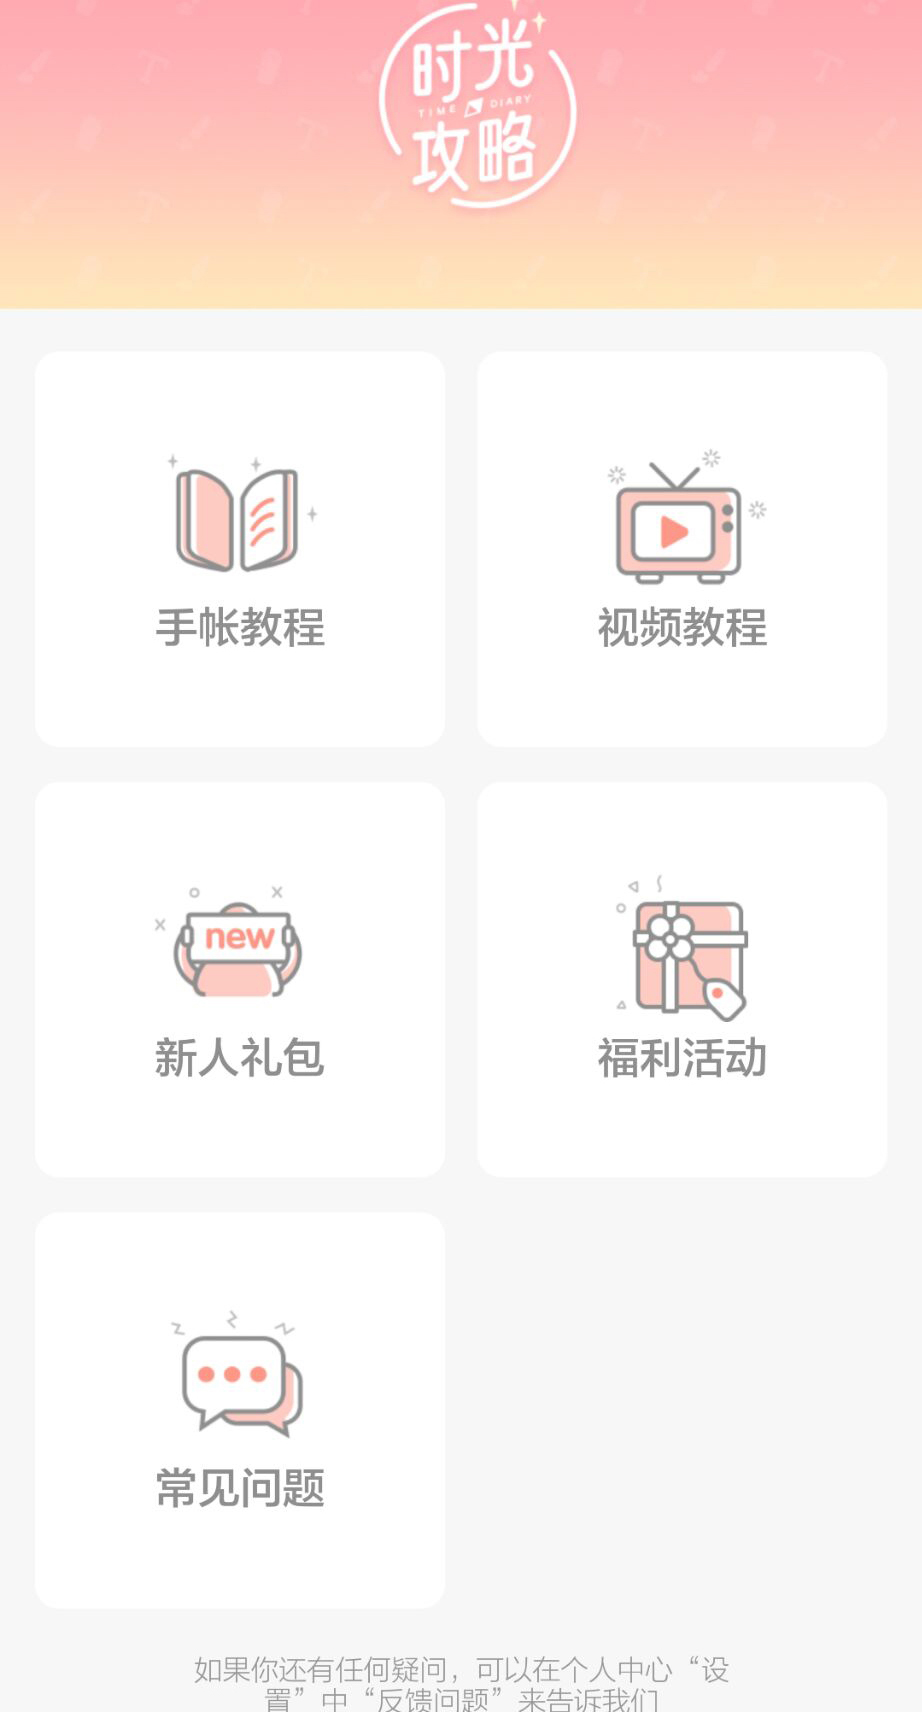 时光
TIME DIARY
攻略
手帐教程
视频教程
new
新人礼包
福利活动
常见问题
如果你还有任何疑问，可以在个人中心“设
置”中“反馈问题”来告诉我们